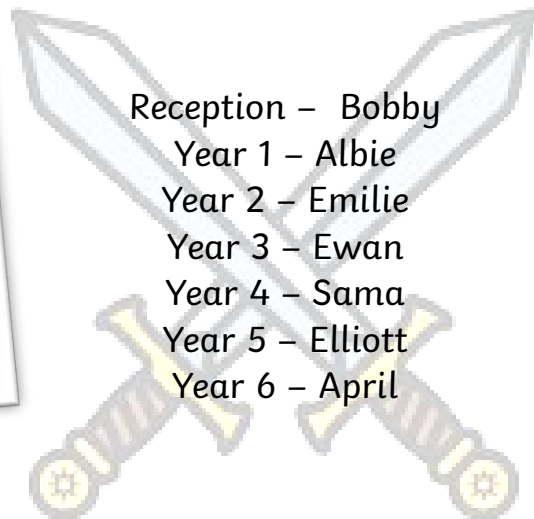 Reception – Bobby
Year 1 – Albie
Year 2 – Emilie
Year 3 – Ewan
Year 4 – Sama
Year 5 – Elliott
Year 6 – April